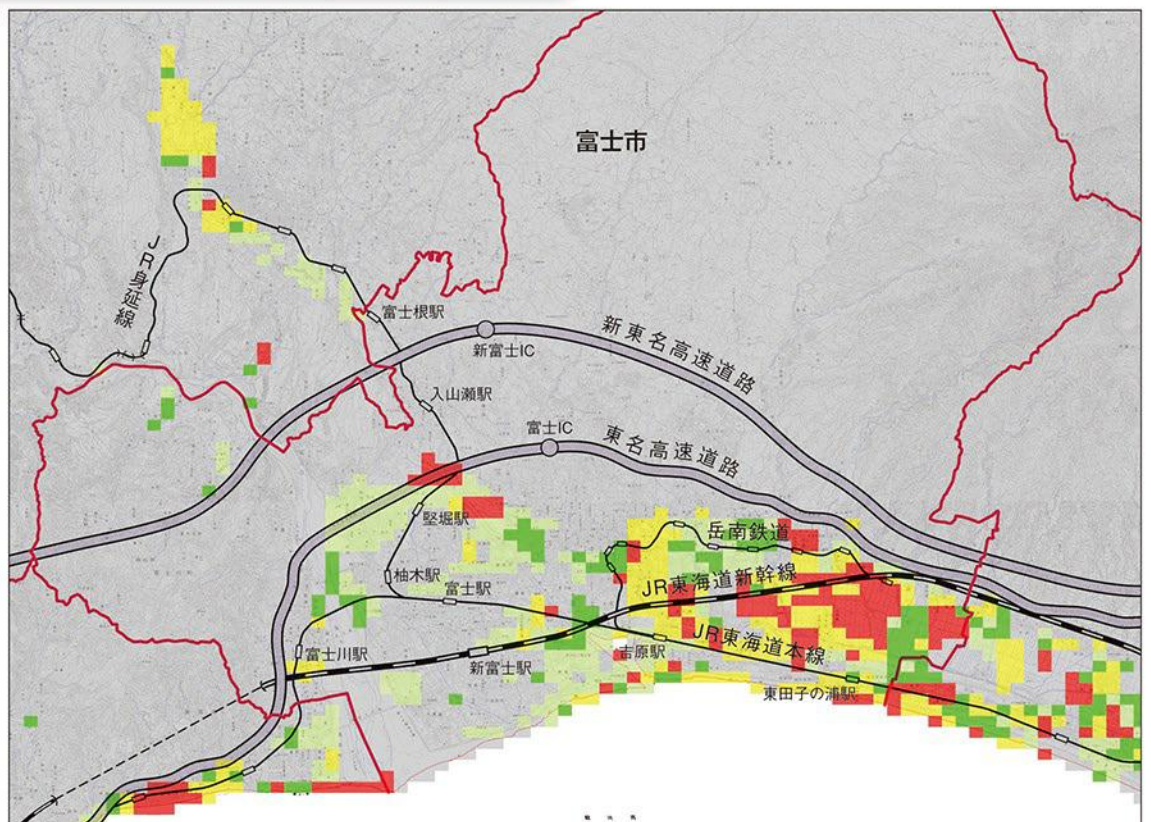 富士市
JR身延線
富士根駅
新富士IC
新東名高速道路
入山瀬駅
富士IC
東名高速道路
竪堀駅
岳南鉄道
柚木駅
富士駅
JR東海道新幹線
富士川駅
新富士駅
吉原駅
JR東海道本線
東田子の浦駅